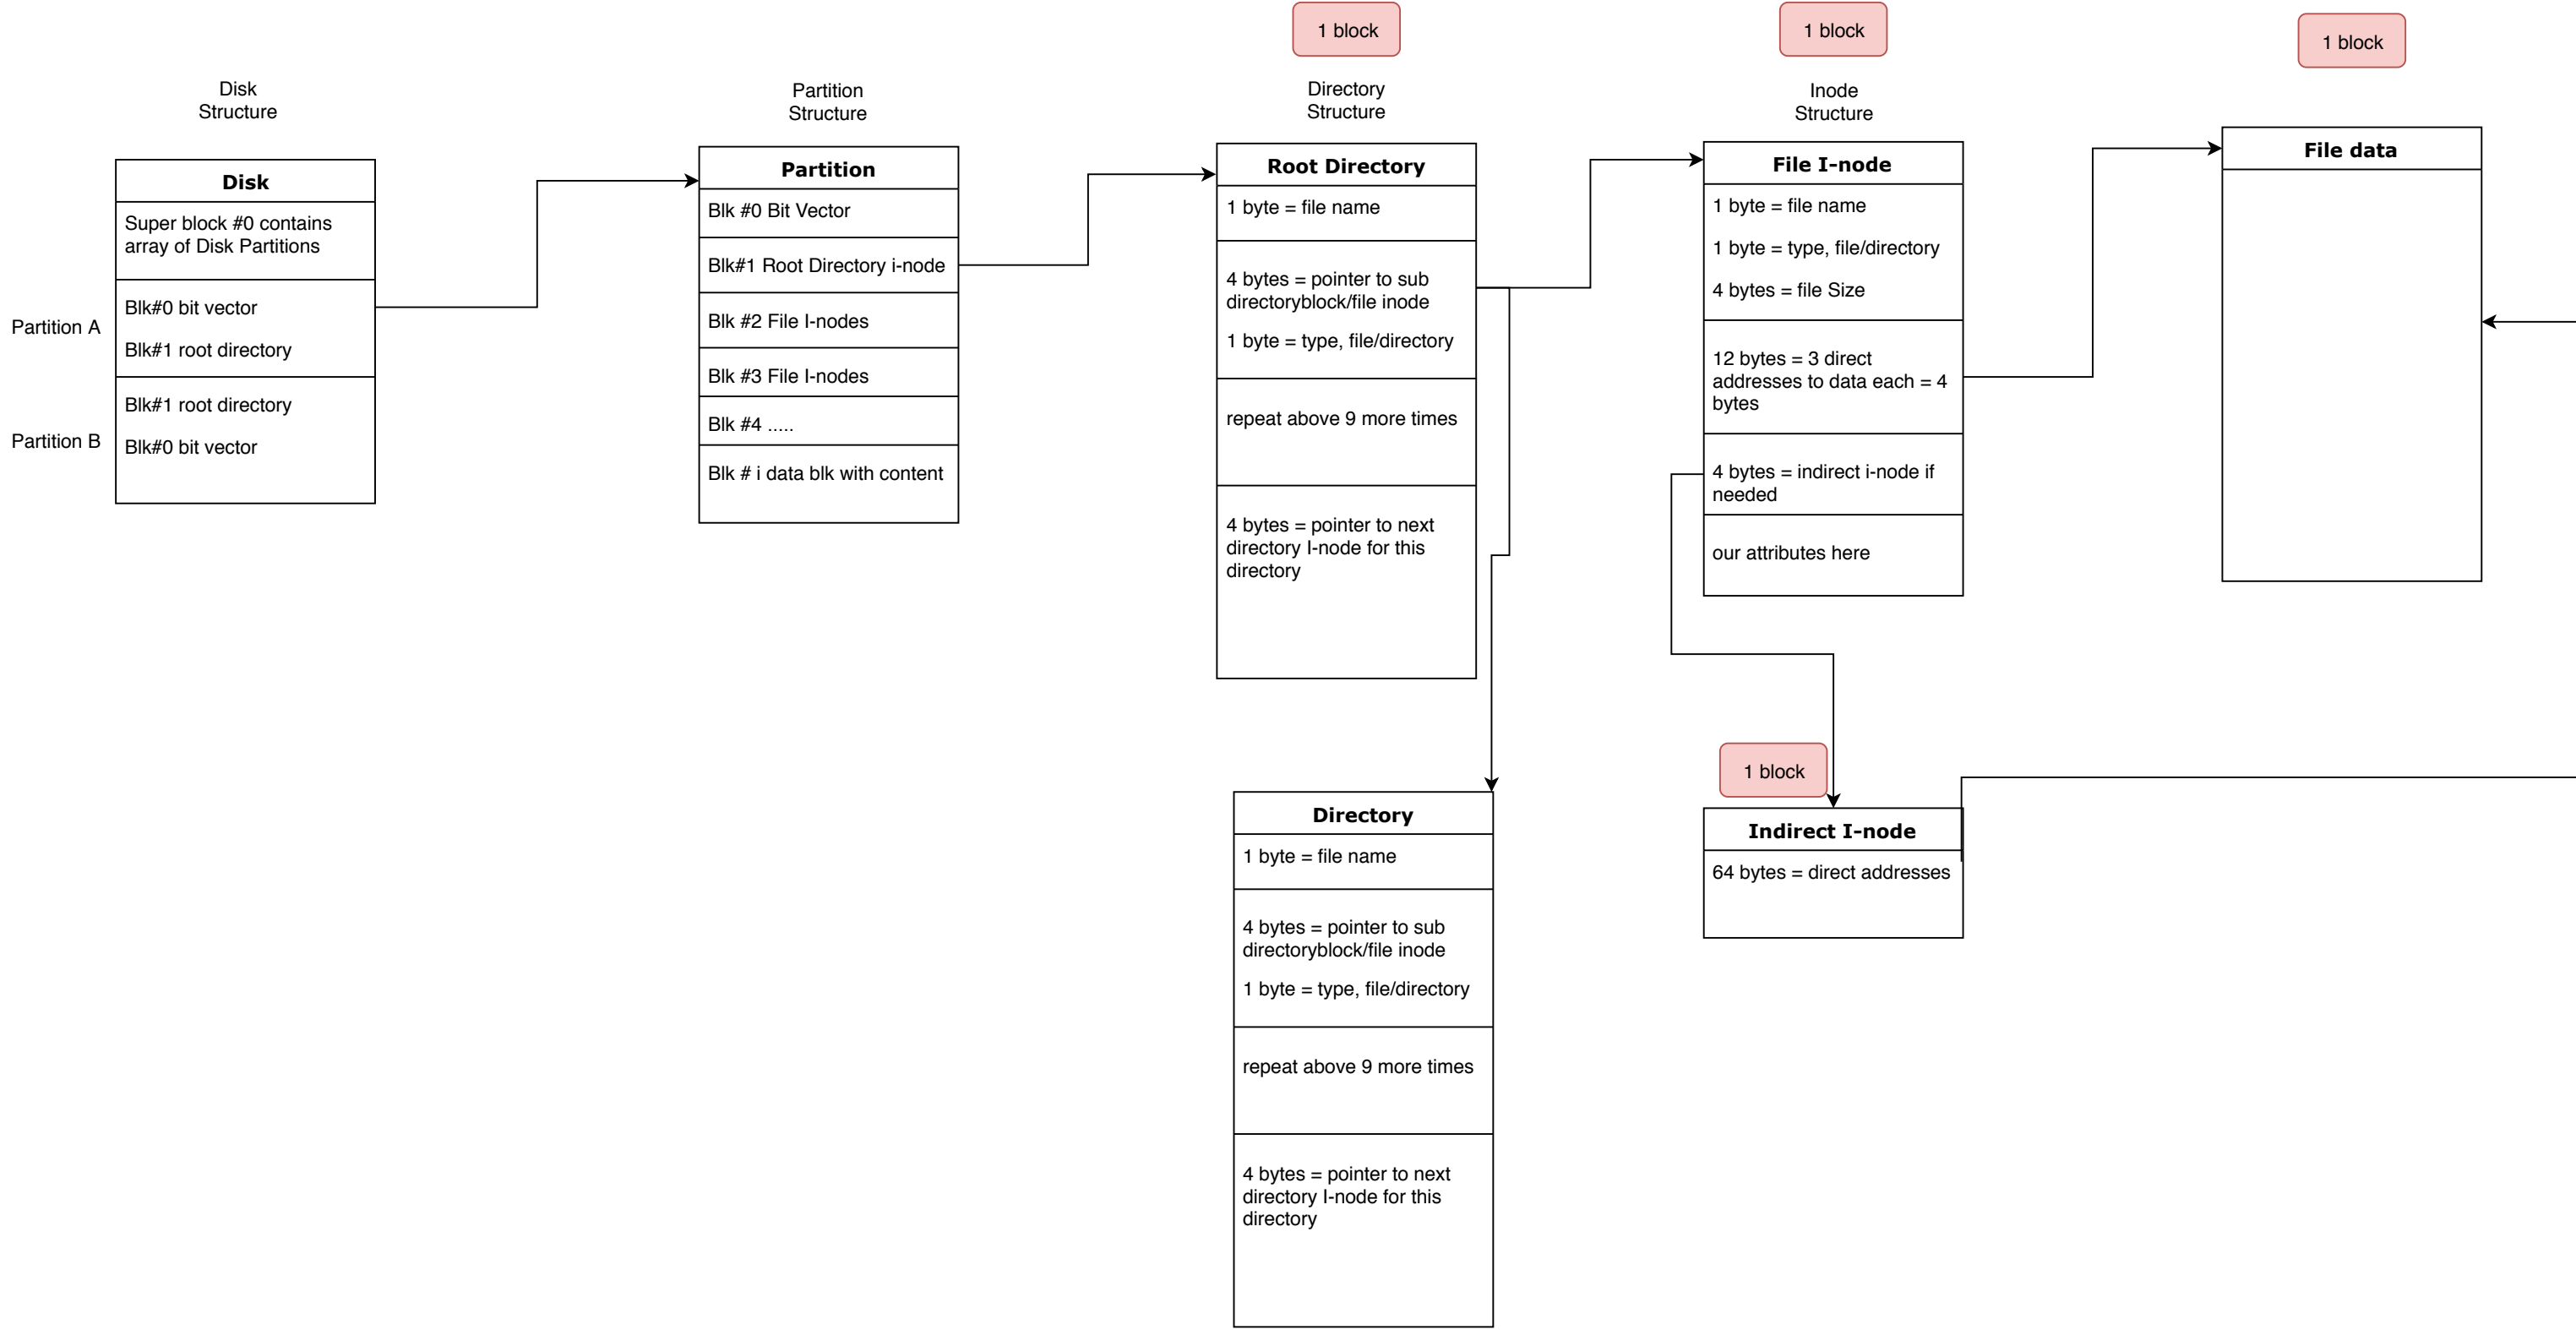 1 block
1 block
1 block
Disk
Structure
Partition
Structure
Directory
Structure
Inode
Structure
Disk
Super block #0 contains
array of Disk Partitions
Partition A
Blk#0 bit vector
Blk#1 root directory
Partition B
Blk#1 root directory
Blk#0 bit vector
Partition
Blk #0 Bit Vector
Blk#1 Root Directory i-node
Blk #2 File I-nodes
Blk #3 File I-nodes
Blk #4 .....
Blk # i data blk with content
Root Directory
1 byte = file name
4 bytes = pointer to sub
directoryblock/file inode
1 byte = type, file/directory
repeat above 9 more times
4 bytes = pointer to next
directory I-node for this
directory
File I-node
1 byte = file name
1 byte = type, file/directory
4 bytes = file Size
12 bytes = 3 direct
addresses to data each = 4
bytes
4 bytes = indirect i-node if
needed
our attributes here
File data
1 block
Indirect I-node
64 bytes = direct addresses
Directory
1 byte = file name
4 bytes = pointer to sub
directoryblock/file inode
1 byte = type, file/directory
repeat above 9 more times
4 bytes = pointer to next
directory I-node for this
directory